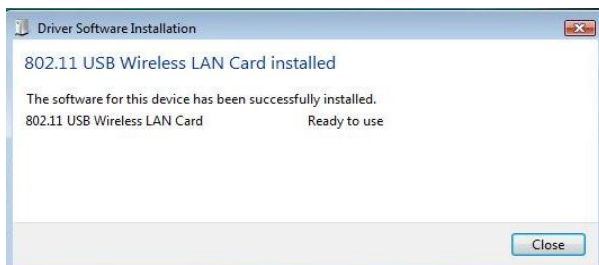 Driver Software Installation
802.11 USB Wireless LAN Card installed
The software for this device has been successfully installed.
802.11 USB Wireless LAN Card Ready to use
Close